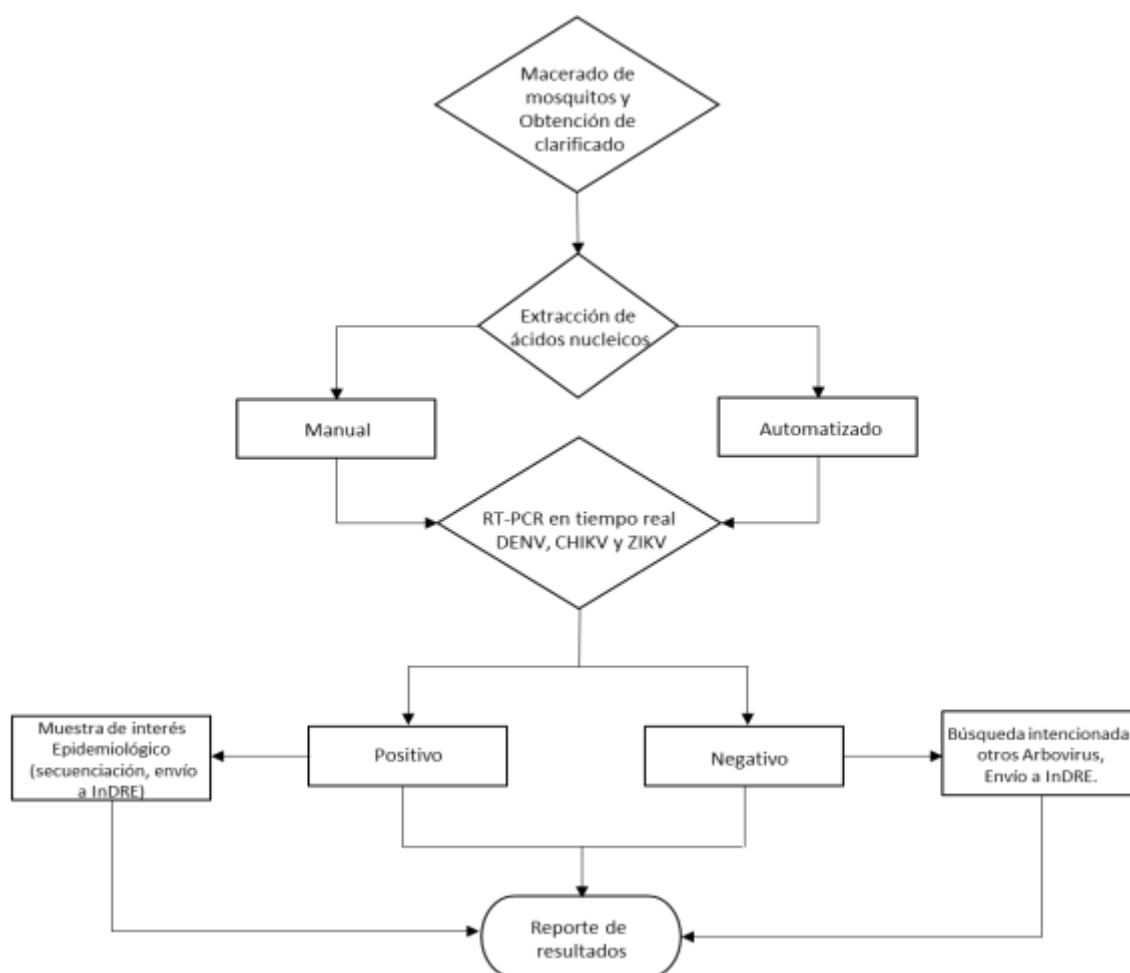 Macerado de
mosquitos y
Obtención de
clarificado
Extracción de
ácidos nucleicos
Manual
Automatizado
RT-PCR en tiempo real
DENV, CHIKV y ZIKV
Muestra de interés
Epidemiológico
(secuenciación, envío
a InDRE)
Positivo
Negativo
Búsqueda intencionada
otros Arbovirus,
Envío a InDRE.
Reporte de
resultados